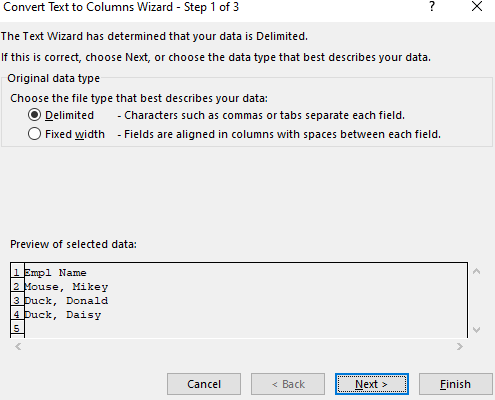 Convert Text to Columns Wizard - Step 1 of 3 ? X
The Text Wizard has determined that your data is Delimited.
If this is correct, choose Next, or choose the data type that best describes your data.
Original data type
Choose the file type that best describes your data:
Delimited - Characters such as commas or tabs separate each field.
Fixed width - Fields are aligned in columns with spaces between each field.
Preview of selected data:
1 Empl Name
2 Mouse, Mikey
3 Duck, Donald
4 Duck, Daisy
5
Cancel < Back Next > Finish